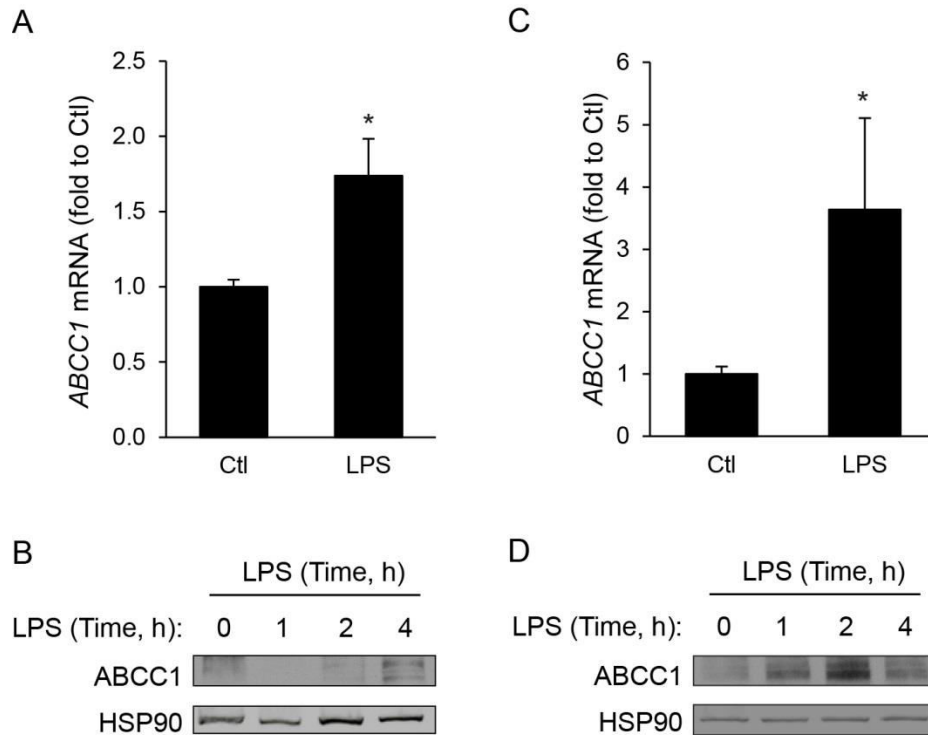 A
ABCC1 mRNA (fold to Ctl)
2.5
2.0
1.5
1.0
0.5
0.0
*
Ctl LPS
C
ABCC1 mRNA (fold to Ctl)
6
5
4
3
2
1
0
*
Ctl LPS
B
LPS (Time, h)
LPS (Time, h): 0 1 2 4
ABCC1
HSP90
D
LPS (Time, h)
LPS (Time, h): 0 1 2 4
ABCC1
HSP90